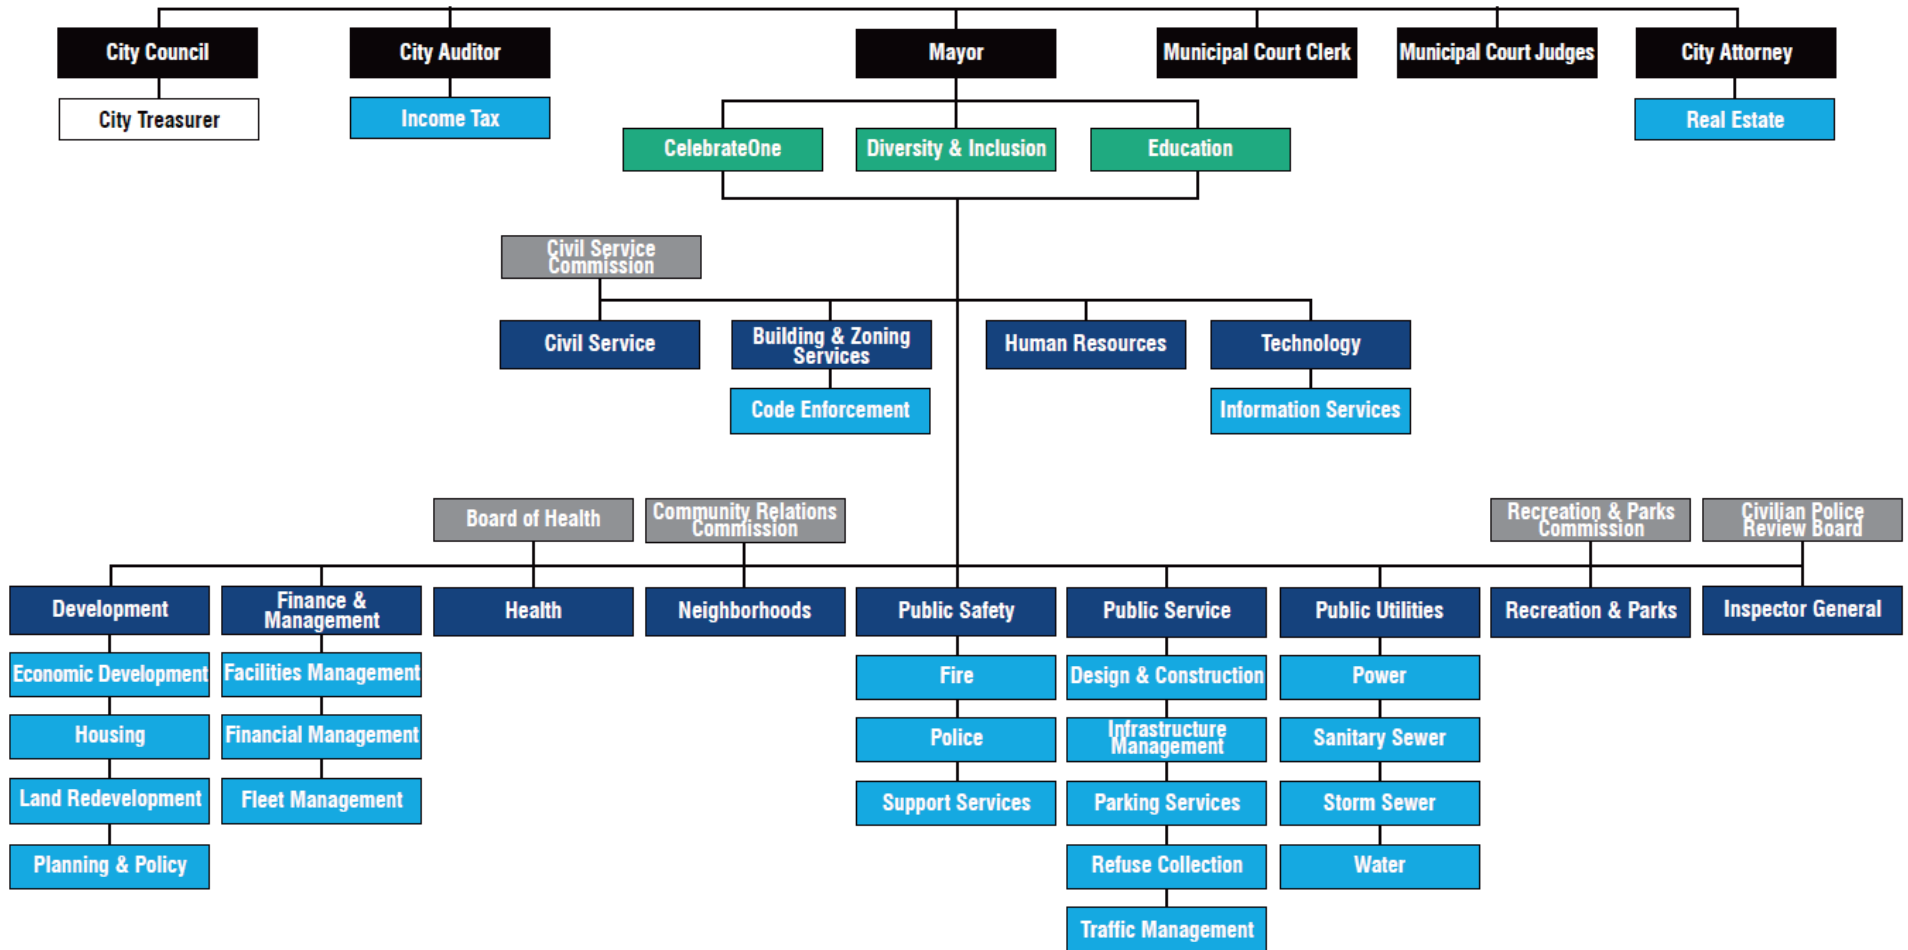 City Council
City Auditor
Mayor
Municipal Court Clerk
Municipal Court Judges
City Attorney
City Treasurer
Income Tax
Real Estate
CelebrateOne
Diversity & Inclusion
Education
Civil Service
Commission
Civil Service
Building & Zoning
Services
Human Resources
Technology
Code Enforcement
Information Services
Board of Health
Community Relations
Commission
Recreation & Parks
Commission
Civilian Police
Review Board
Development
Finance &
Management
Health
Neighborhoods
Public Safety
Public Service
Public Utilities
Recreation & Parks
Inspector General
Economic Development
Facilities Management
Fire
Design & Construction
Power
Housing
Financial Management
Police
Infrastructure
Management
Sanitary Sewer
Land Redevelopment
Fleet Management
Support Services
Parking Services
Storm Sewer
Planning & Policy
Refuse Collection
Water
Traffic Management